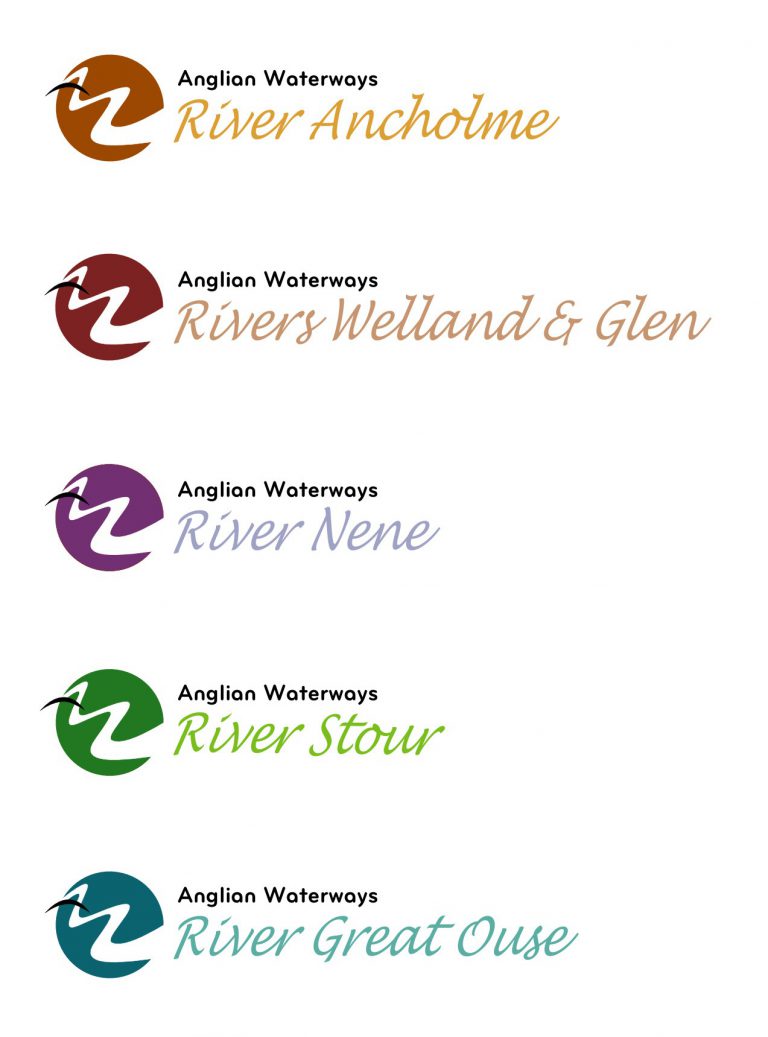 Anglian Waterways
River Ancholme
Anglian Waterways
Rivers Welland & Glen
Anglian Waterways
River Nene
Anglian Waterways
River Stour
Anglian Waterways
River Great Ouse